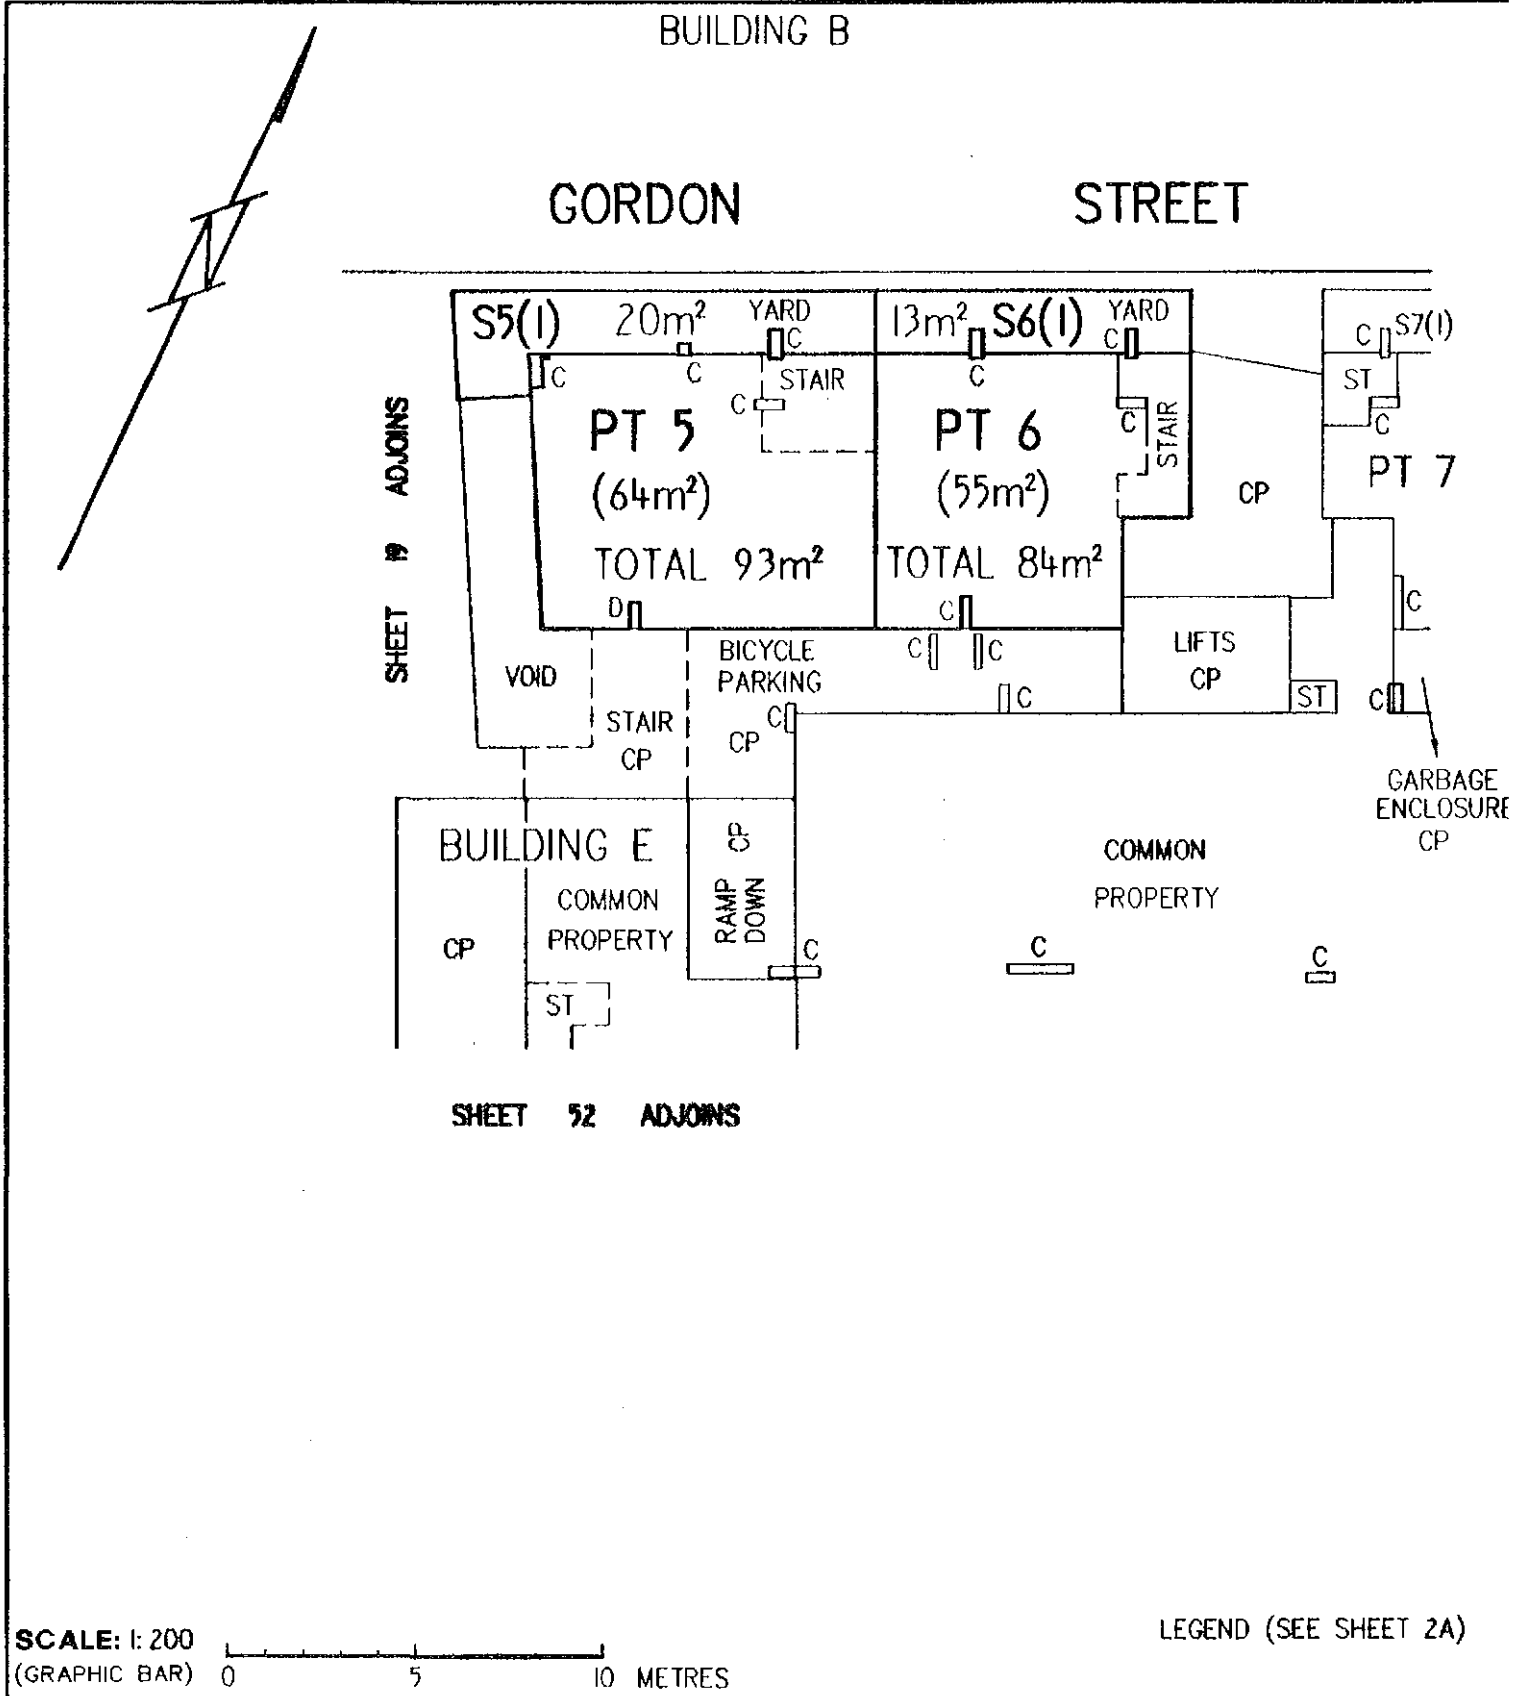 BUILDING B
GORDON STREET
S5(1) 20m² YARD
C
C
C
STAIR
C
PT 5
(64m²)
TOTAL 93m²
D
13m² S6(1) YARD
C
C
C
STAIR
PT 6
(55m²)
TOTAL 84m²
C
S7(1)
C
ST
C
PT 7
CP
C
SHEET 19 ADJOINS
VOID
STAIR
CP
BICYCLE
PARKING
C
CP
C
C
C
LIFTS
CP
ST
C
GARBAGE
ENCLOSURE
CP
BUILDING E
COMMON
PROPERTY
CP
ST
RAMP DOWN
CP
C
COMMON
PROPERTY
C
C
SHEET 52 ADJOINS
SCALE: 1:200
(GRAPHIC BAR)
0 5 10 METRES
LEGEND (SEE SHEET 2A)
N